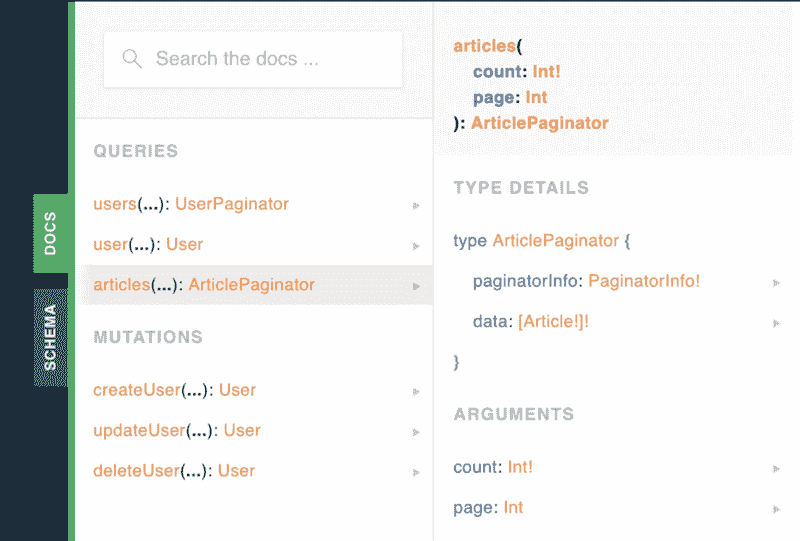 DOCS
SCHEMA
Search the docs ...
QUERIES
users(...): UserPaginator
user(...): User
articles(...): ArticlePaginator
MUTATIONS
createUser(...): User
updateUser(...): User
deleteUser(...): User
articles(
count: Int!
page: Int
): ArticlePaginator
TYPE DETAILS
type ArticlePaginator {
paginatorInfo: PaginatorInfo!
data: [Article!]!
}
ARGUMENTS
count: Int!
page: Int